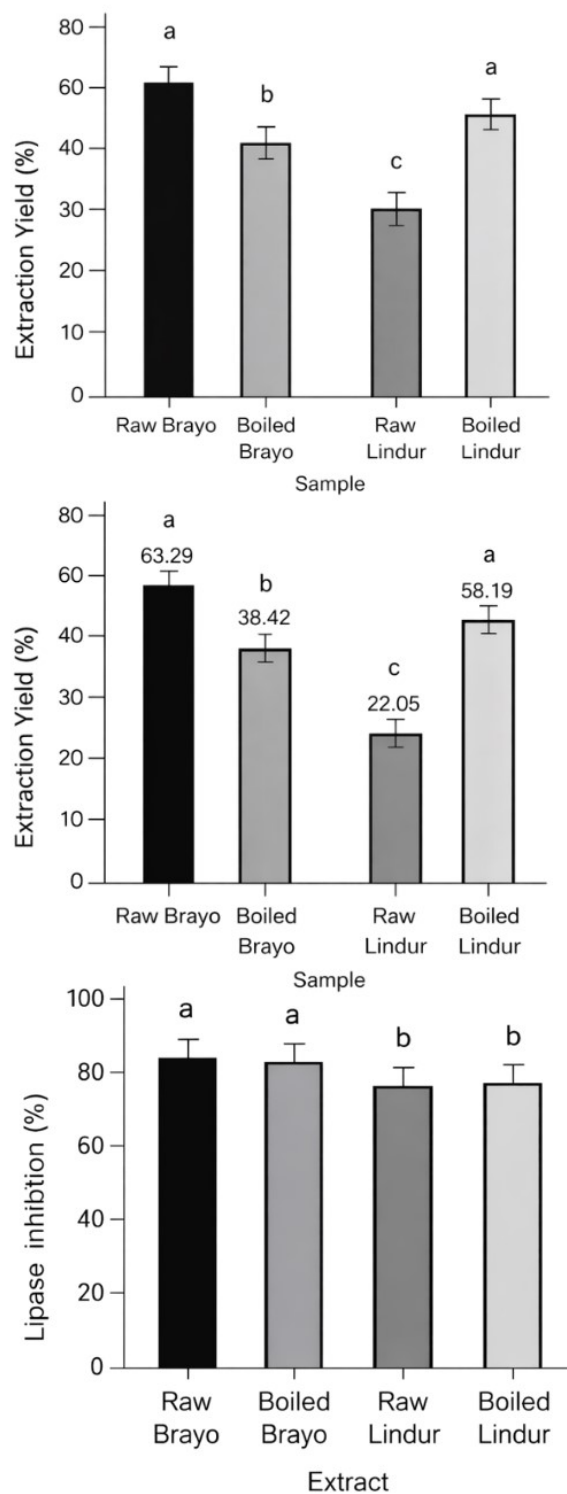 80
60
40
30
20
10
0
Extraction Yield (%)
a
b
c
a
Raw Brayo
Boiled
Brayo
Raw
Lindur
Boiled
Lindur
Sample
80
60
40
30
20
10
0
Extraction Yield (%)
a
63.29
b
38.42
c
22.05
a
58.19
Raw Brayo
Boiled
Brayo
Raw
Lindur
Boiled
Lindur
Sample
100
80
60
40
20
0
Lipase inhibtion (%)
a
a
b
b
Raw
Brayo
Boiled
Brayo
Raw
Lindur
Boiled
Lindur
Extract